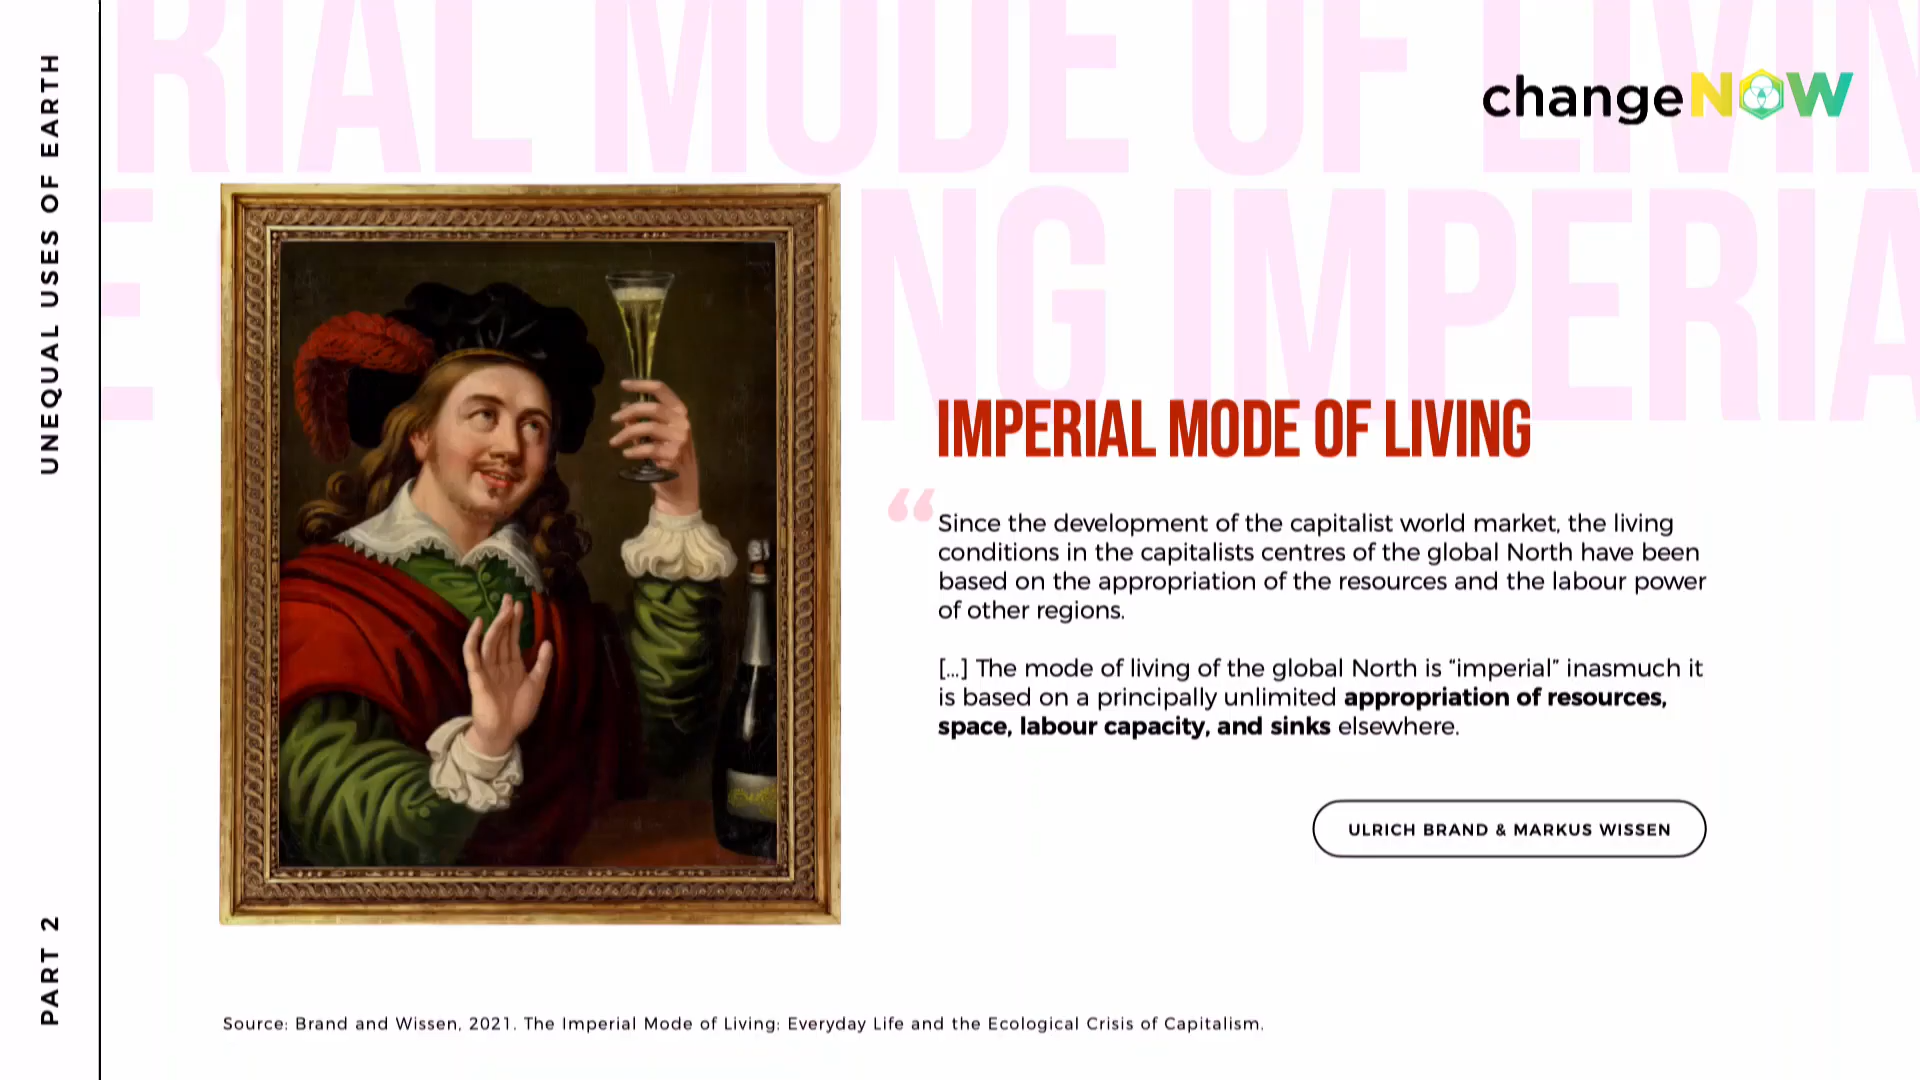 RIAL MODE OF LIVIN
E NG IMPERIA
changeNOW
UNEQUAL USES OF EARTH
PART 2
IMPERIAL MODE OF LIVING
“
Since the development of the capitalist world market, the living
conditions in the capitalists centres of the global North have been
based on the appropriation of the resources and the labour power
of other regions.
[...] The mode of living of the global North is “imperial” inasmuch it
is based on a principally unlimited appropriation of resources,
space, labour capacity, and sinks elsewhere.
ULRICH BRAND & MARKUS WISSEN
Source: Brand and Wissen, 2021. The Imperial Mode of Living: Everyday Life and the Ecological Crisis of Capitalism.